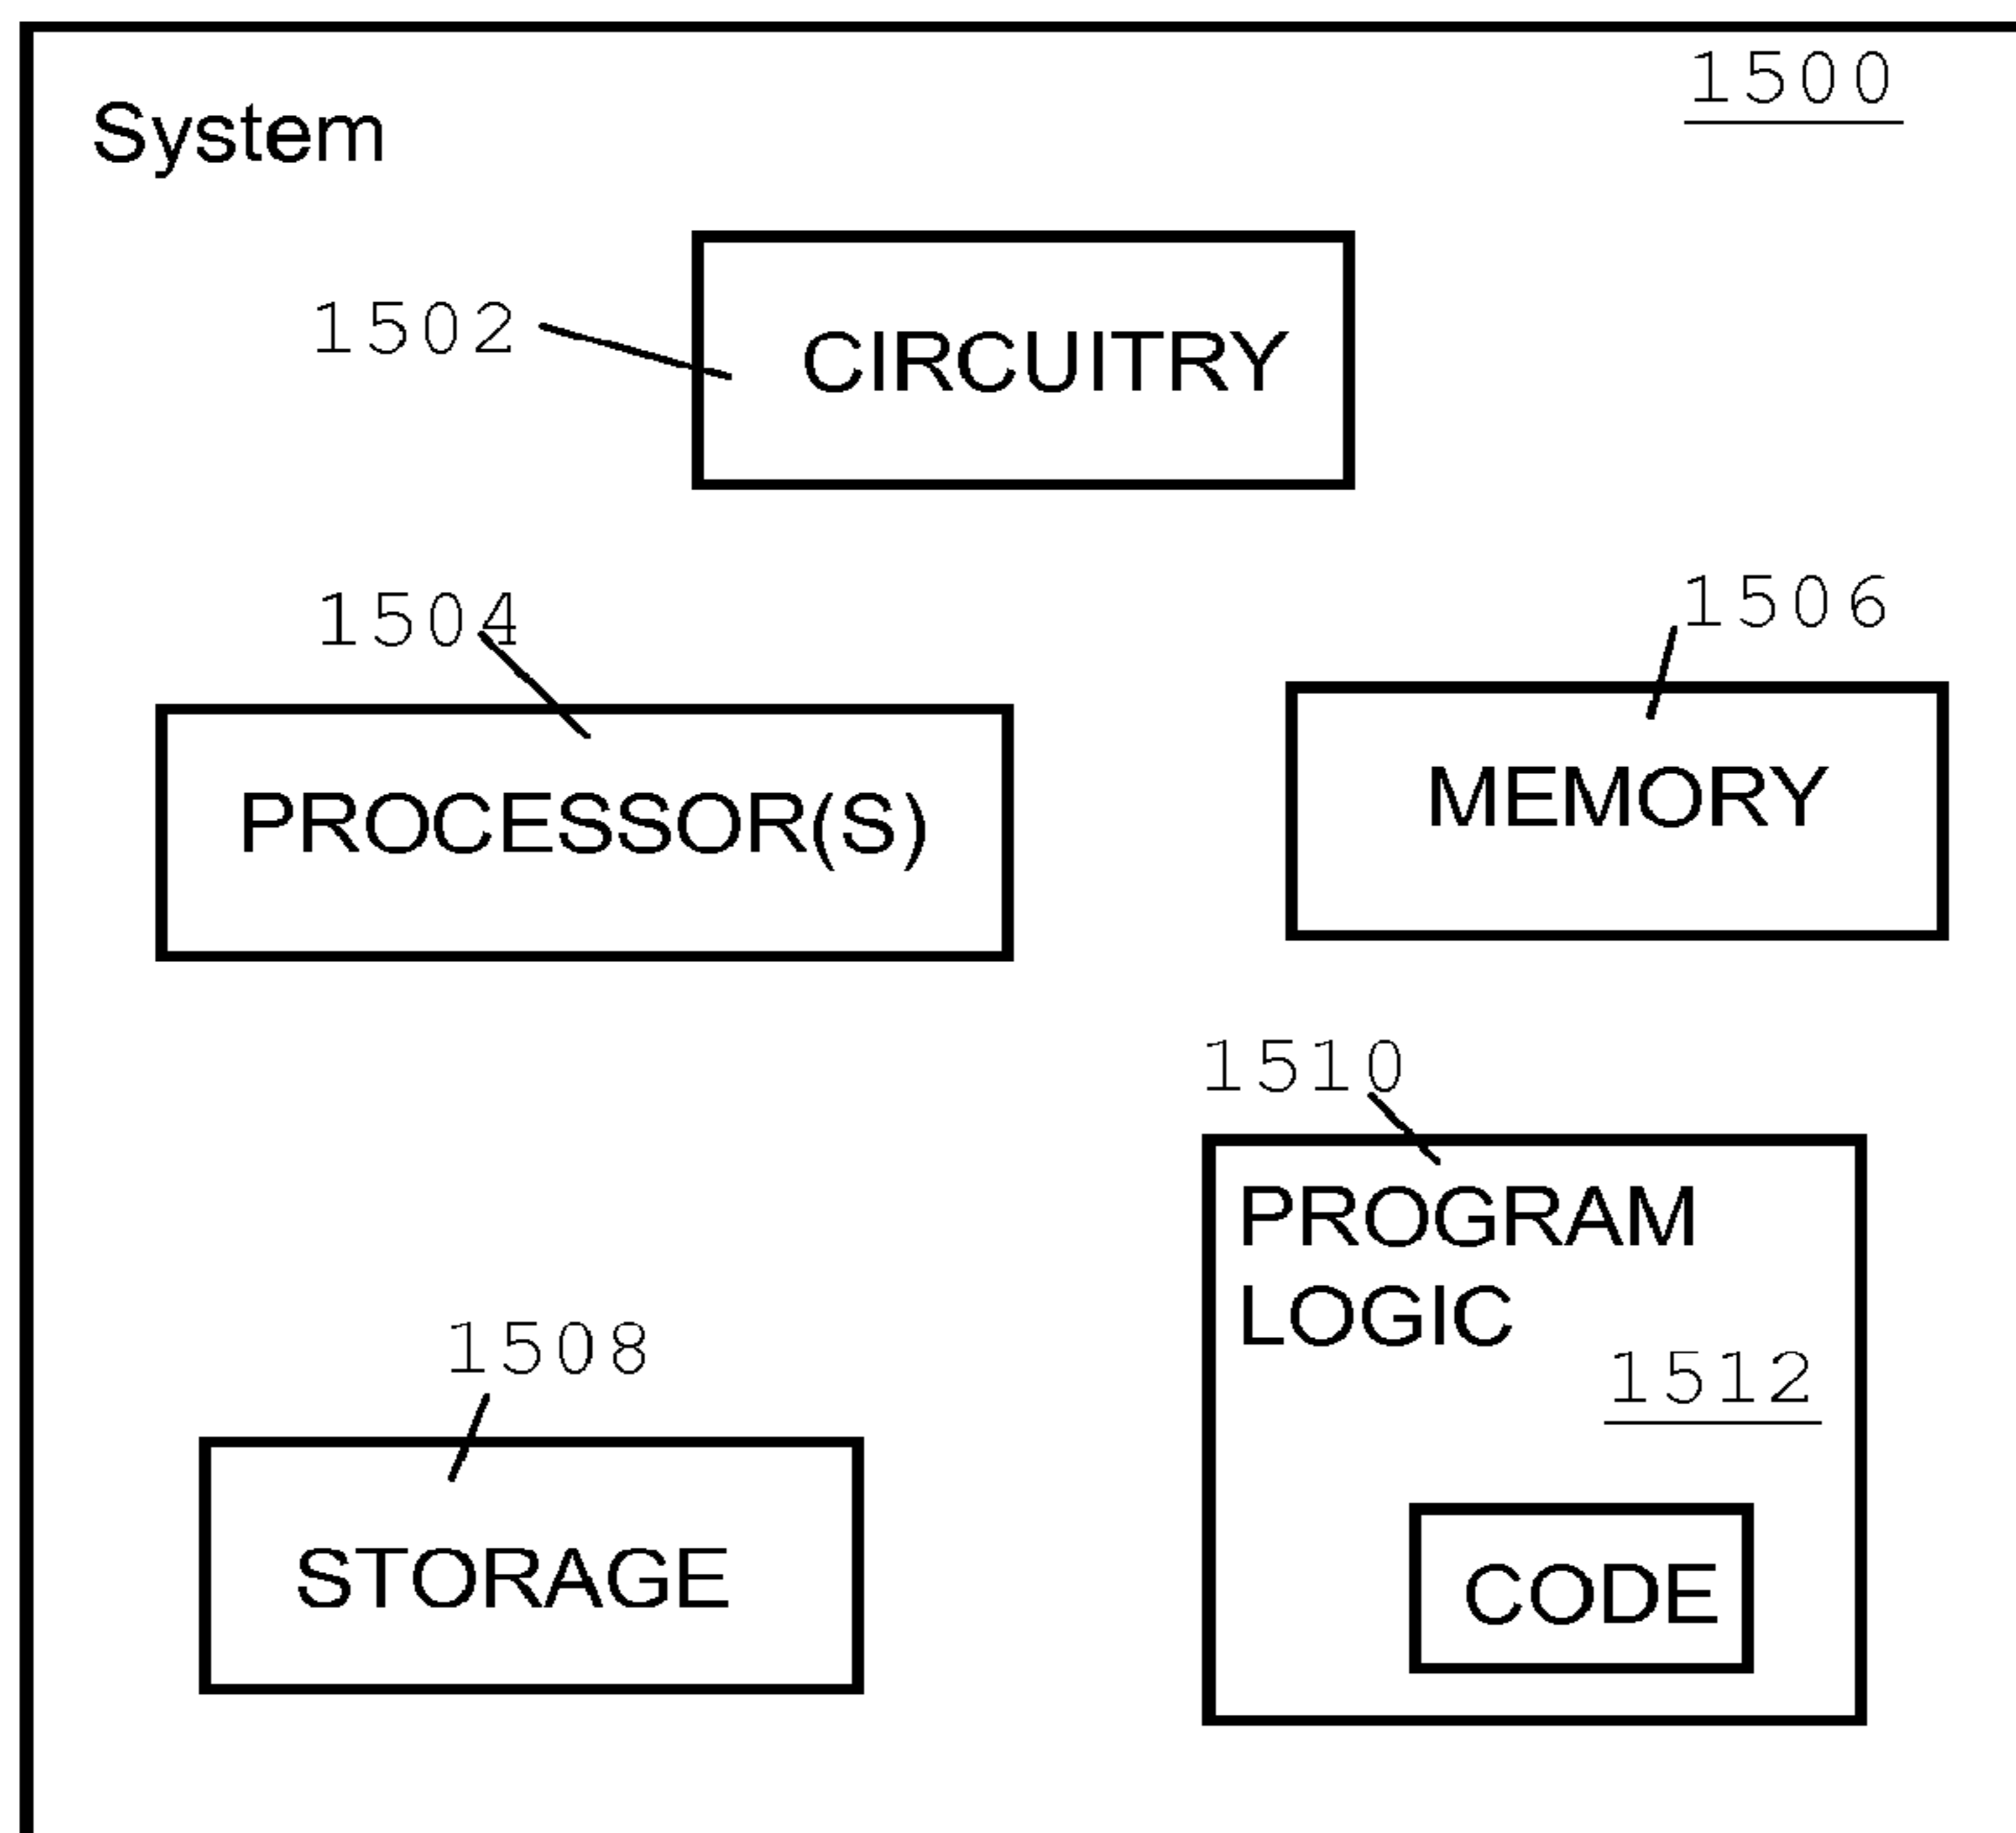 1500
System
1502
CIRCUITRY
1504
1506
PROCESSOR(S)
MEMORY
1510
PROGRAM
LOGIC
1508
1512
STORAGE
CODE